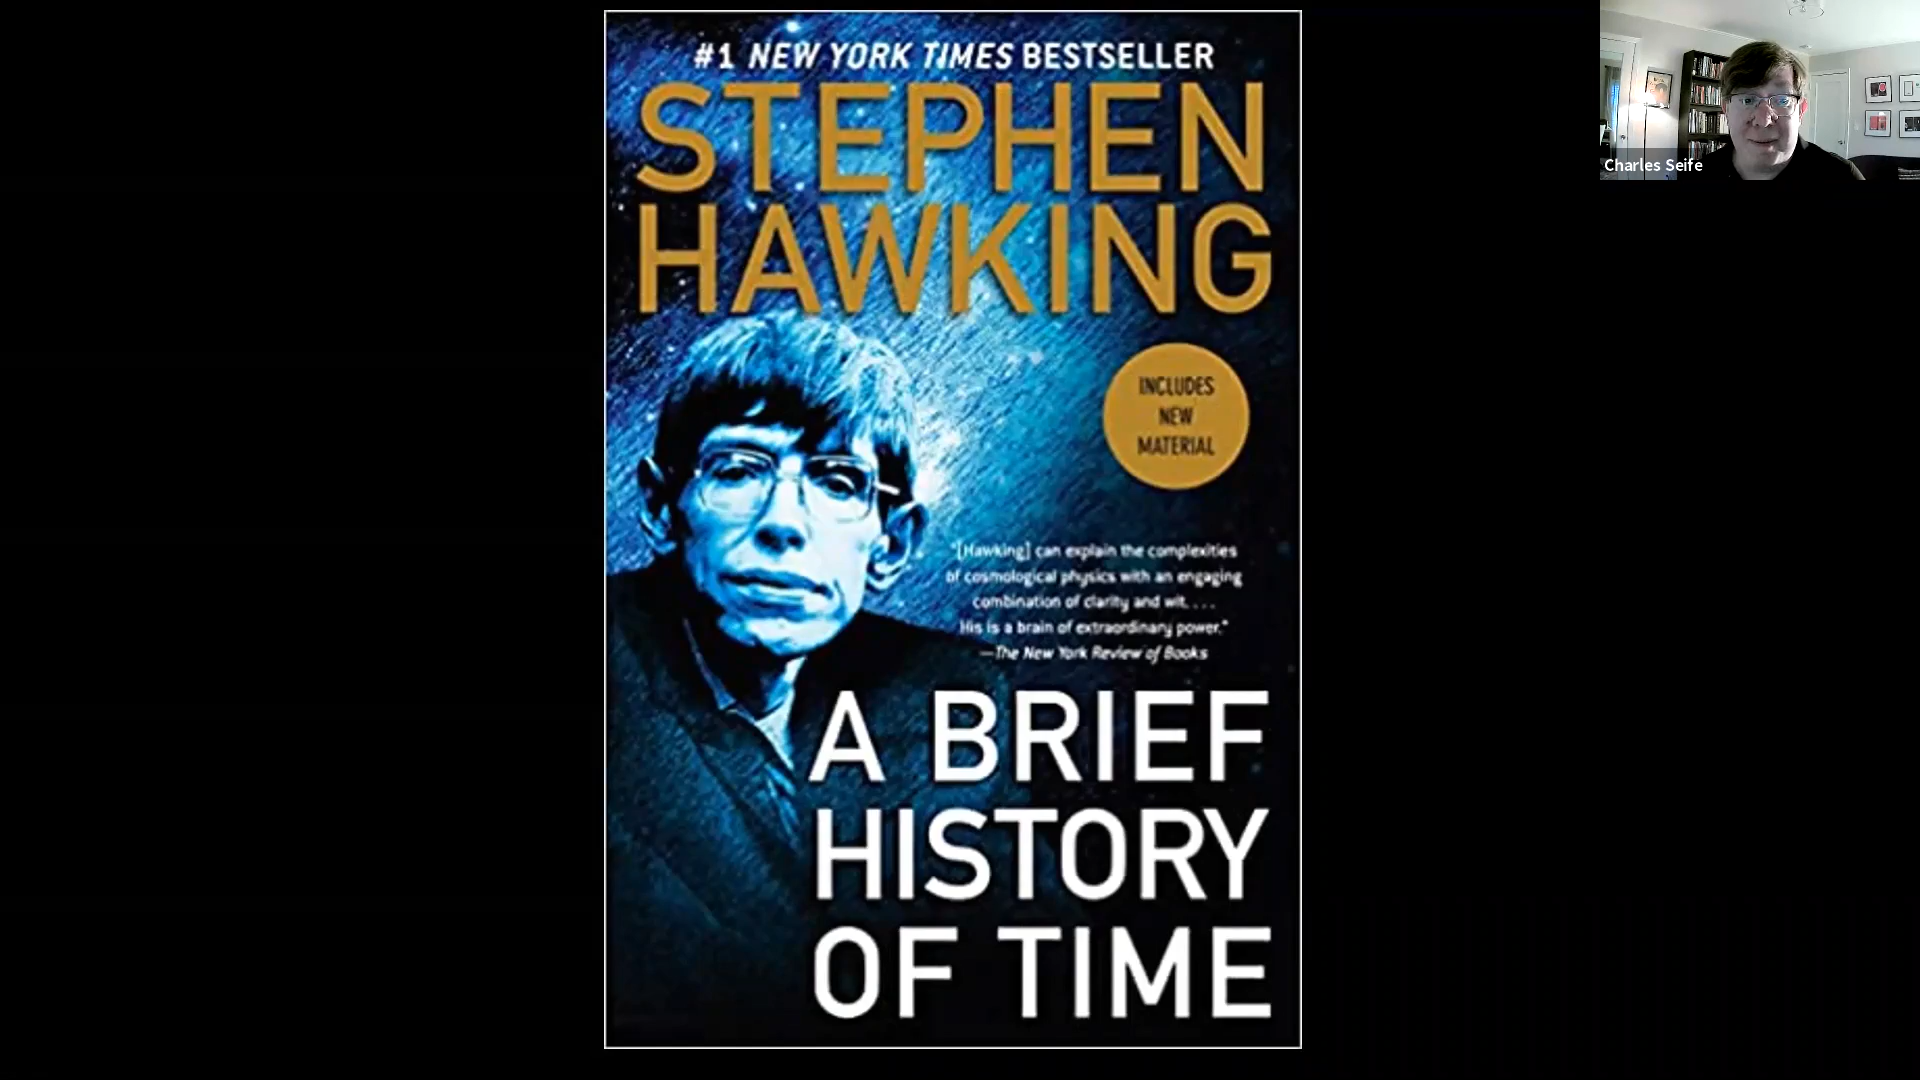 #1 NEW YORK TIMES BESTSELLER
STEPHEN
HAWKING
INCLUDES
NEW
MATERIAL
"[Hawking] can explain the complexities
of cosmological physics with an engaging
combination of clarity and wit. . . .
His is a brain of extraordinary power."
—The New York Review of Books
A BRIEF
HISTORY
OF TIME
Charles Seife